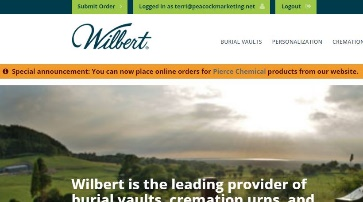 Submit Order
Logged in as terri@peacockmarketing.net
Logout
Wilbert
BURIAL VAULTS PERSONALIZATION CREMATION
Special announcement: You can now place online orders for Pierce Chemical products from our website.
Wilbert is the leading provider of
burial vaults, cremation urns, and